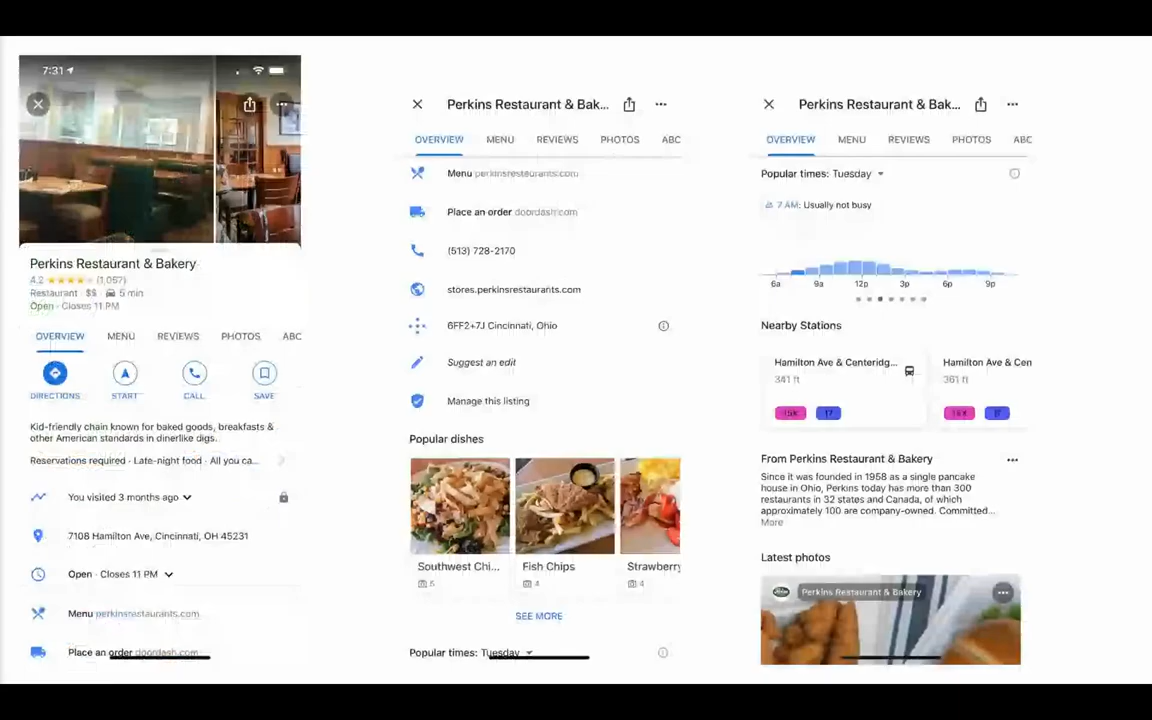 7:31
Perkins Restaurant & Bakery
4.2 (1,057)
Restaurant · $$ · 5 min
Open · Closes 11 PM
OVERVIEW MENU REVIEWS PHOTOS ABC
DIRECTIONS START CALL SAVE
Kid-friendly chain known for baked goods, breakfasts &
other American standards in dinerlike digs.
Reservations required · Late-night food · All you ca...
You visited 3 months ago
7108 Hamilton Ave, Cincinnati, OH 45231
Open · Closes 11 PM
Menu perkinsrestaurants.com
Place an order doordash.com
Perkins Restaurant & Bak...
OVERVIEW MENU REVIEWS PHOTOS ABC
Menu perkinsrestaurants.com
Place an order doordash.com
(513) 728-2170
stores.perkinsrestaurants.com
6FF2+7J Cincinnati, Ohio
Suggest an edit
Manage this listing
Popular dishes
Southwest Chi... Fish Chips Strawberry
5 4 4
SEE MORE
Popular times: Tuesday
Perkins Restaurant & Bak...
OVERVIEW MENU REVIEWS PHOTOS ABC
Popular times: Tuesday
7 AM: Usually not busy
6a 9a 12p 3p 6p 9p
Nearby Stations
Hamilton Ave & Centeridg... Hamilton Ave & Cen
341 ft 361 ft
17
From Perkins Restaurant & Bakery
Since it was founded in 1958 as a single pancake
house in Ohio, Perkins today has more than 300
restaurants in 32 states and Canada, of which
approximately 100 are company-owned. Committed...
More
Latest photos
Perkins Restaurant & Bakery